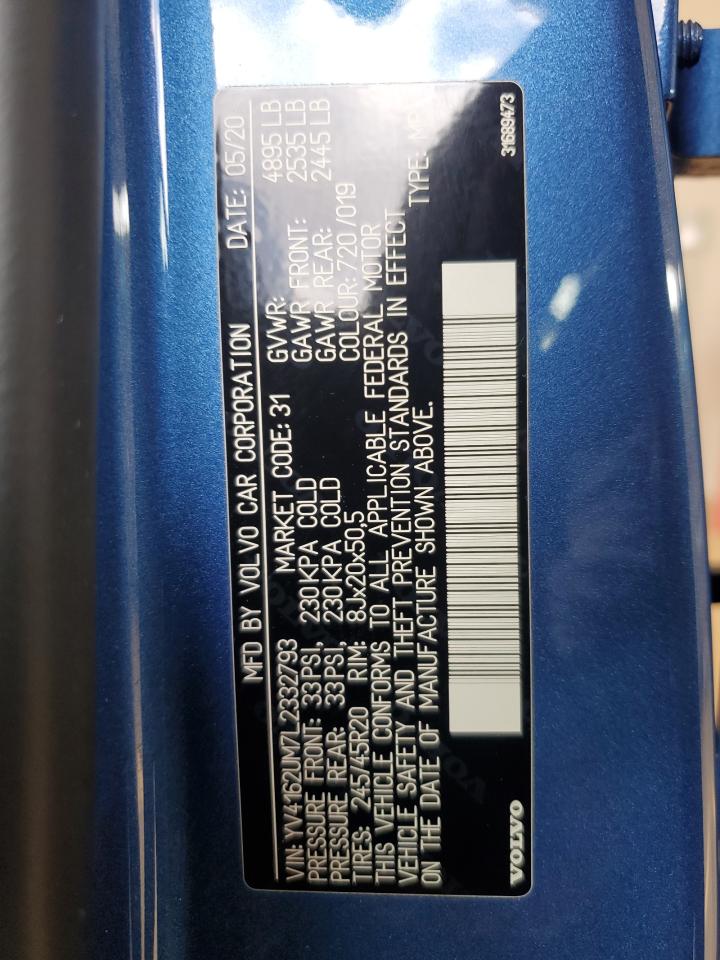 MFD BY VOLVO CAR CORPORATION DATE: 05/20
VIN: YV4162UM7L2332793 MARKET CODE: 31 GVWR: 4895 LB
PRESSURE FRONT: 33PSI, 230KPA COLD GAWR FRONT: 2535 LB
PRESSURE REAR: 33PSI, 230KPA COLD GAWR REAR: 2445 LB
TIRES: 245/45R20 RIM: 8Jx20x50,5 COLOUR: 720 /019
THIS VEHICLE CONFORMS TO ALL APPLICABLE FEDERAL MOTOR
VEHICLE SAFETY AND THEFT PREVENTION STANDARDS IN EFFECT
ON THE DATE OF MANUFACTURE SHOWN ABOVE. TYPE:
VOLVO 31689473